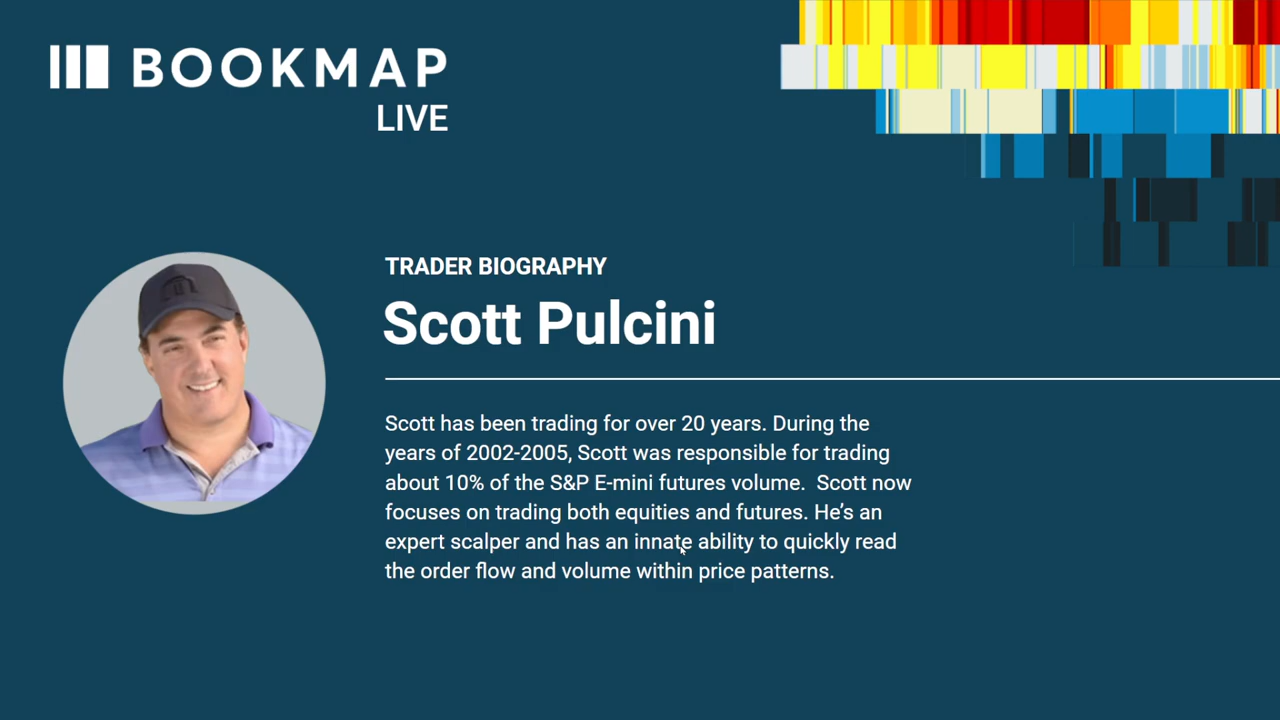 BOOKMAP
LIVE
TRADER BIOGRAPHY
Scott Pulcini
Scott has been trading for over 20 years. During the
years of 2002-2005, Scott was responsible for trading
about 10% of the S&P E-mini futures volume.  Scott now
focuses on trading both equities and futures. He’s an
expert scalper and has an innate ability to quickly read
the order flow and volume within price patterns.